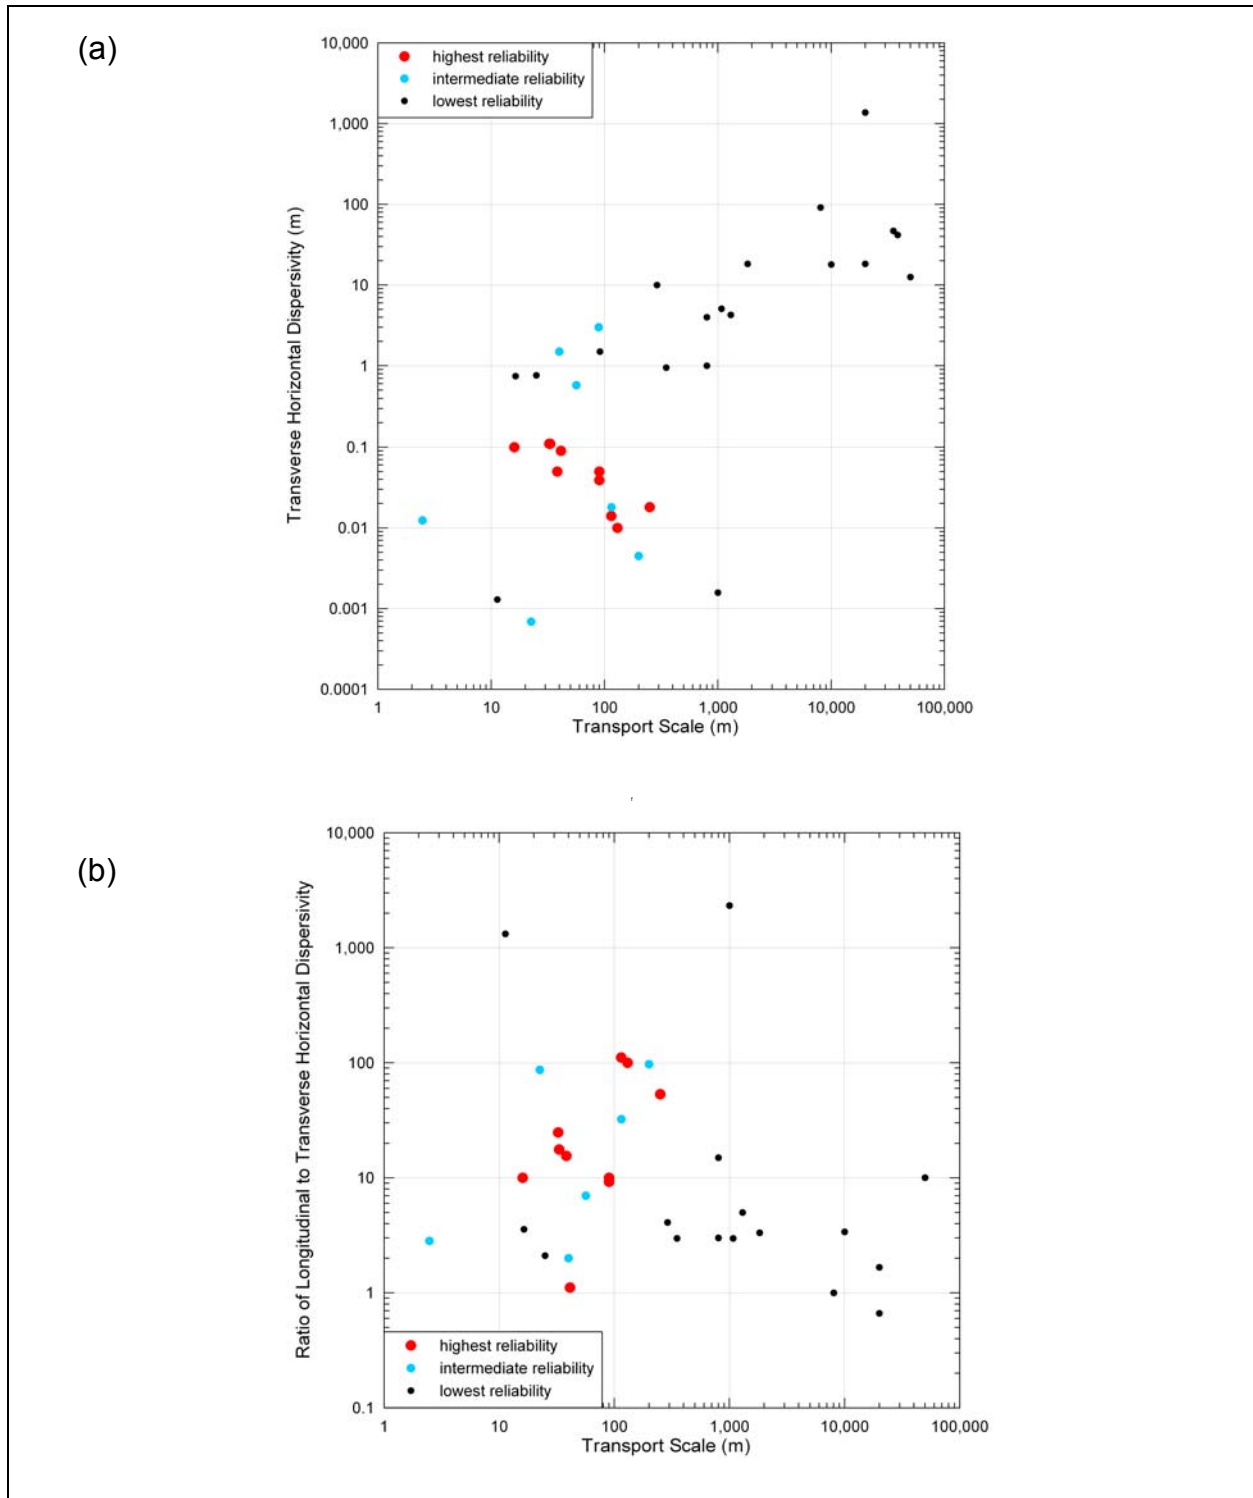 (a)
10,000
1,000
100
10
1
0.1
0.01
0.001
0.0001
Transverse Horizontal Dispersivity (m)
highest reliability
intermediate reliability
lowest reliability
1 10 100 1,000 10,000 100,000
Transport Scale (m)
(b)
10,000
1,000
100
10
1
0.1
Ratio of Longitudinal to Transverse Horizontal Dispersivity
highest reliability
intermediate reliability
lowest reliability
1 10 100 1,000 10,000 100,000
Transport Scale (m)